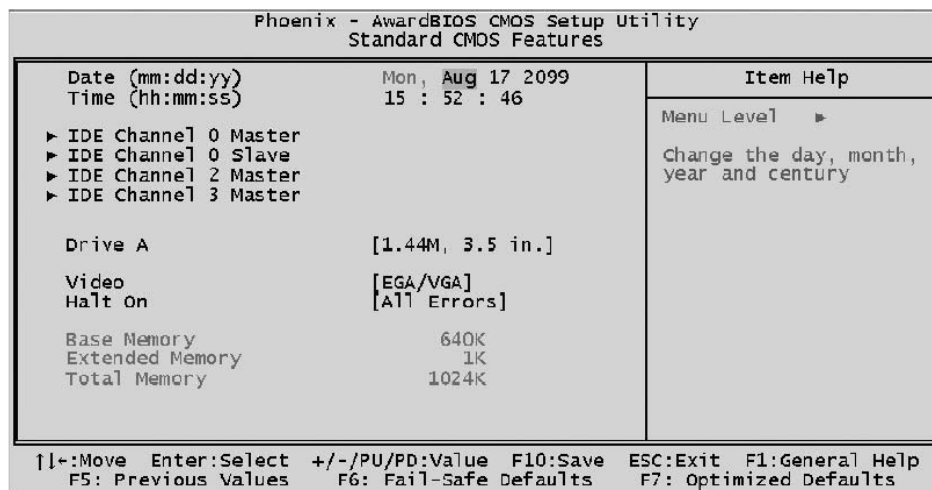 Phoenix - AwardBIOS CMOS Setup Utility
Standard CMOS Features
Date (mm:dd:yy) Mon, Aug 17 2099
Time (hh:mm:ss) 15 : 52 : 46
► IDE Channel 0 Master
► IDE Channel 0 Slave
► IDE Channel 2 Master
► IDE Channel 3 Master
Drive A [1.44M, 3.5 in.]
Video [EGA/VGA]
Halt On [All Errors]
Base Memory 640K
Extended Memory 1K
Total Memory 1024K
Item Help
Menu Level ►
Change the day, month,
year and century
↑↓←:Move Enter:Select +/-/PU/PD:Value F10:Save ESC:Exit F1:General Help
F5: Previous Values F6: Fail-Safe Defaults F7: Optimized Defaults